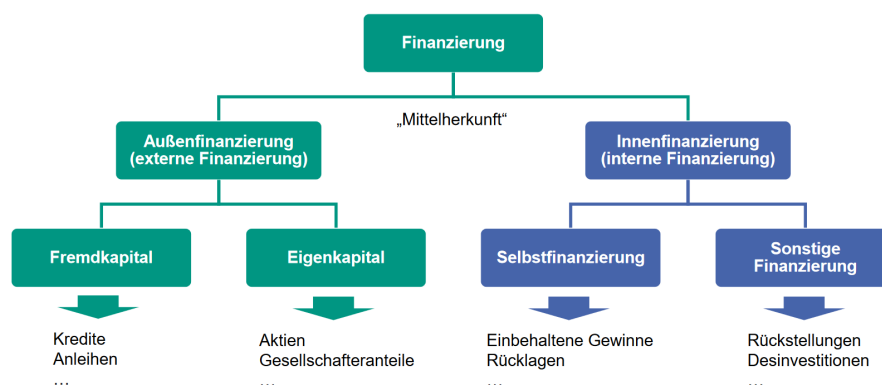 Finanzierung
„Mittelherkunft“
Außenfinanzierung
(externe Finanzierung)
Innenfinanzierung
(interne Finanzierung)
Fremdkapital
Eigenkapital
Selbstfinanzierung
Sonstige
Finanzierung
Kredite
Anleihen
...
Aktien
Gesellschafteranteile
...
Einbehaltene Gewinne
Rücklagen
...
Rückstellungen
Desinvestitionen
...